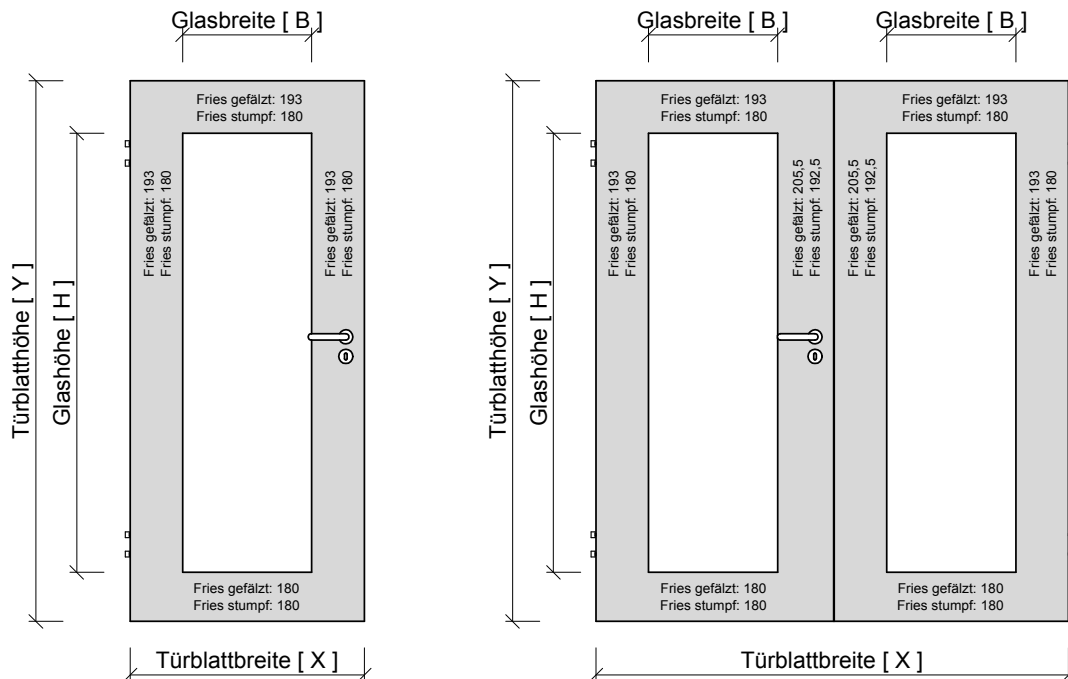 Glasbreite [ B ]
Fries gefälzt: 193
Fries stumpf: 180
Fries gefälzt: 193
Fries stumpf: 180
Fries gefälzt: 193
Fries stumpf: 180
Türblatthöhe [ Y ]
Glashöhe [ H ]
Fries gefälzt: 180
Fries stumpf: 180
Türblattbreite [ X ]
Glasbreite [ B ]
Glasbreite [ B ]
Fries gefälzt: 193
Fries stumpf: 180
Fries gefälzt: 193
Fries stumpf: 180
Fries gefälzt: 193
Fries stumpf: 180
Fries gefälzt: 205,5
Fries stumpf: 192,5
Fries gefälzt: 205,5
Fries stumpf: 192,5
Fries gefälzt: 193
Fries stumpf: 180
Türblatthöhe [ Y ]
Glashöhe [ H ]
Fries gefälzt: 180
Fries stumpf: 180
Fries gefälzt: 180
Fries stumpf: 180
Türblattbreite [ X ]